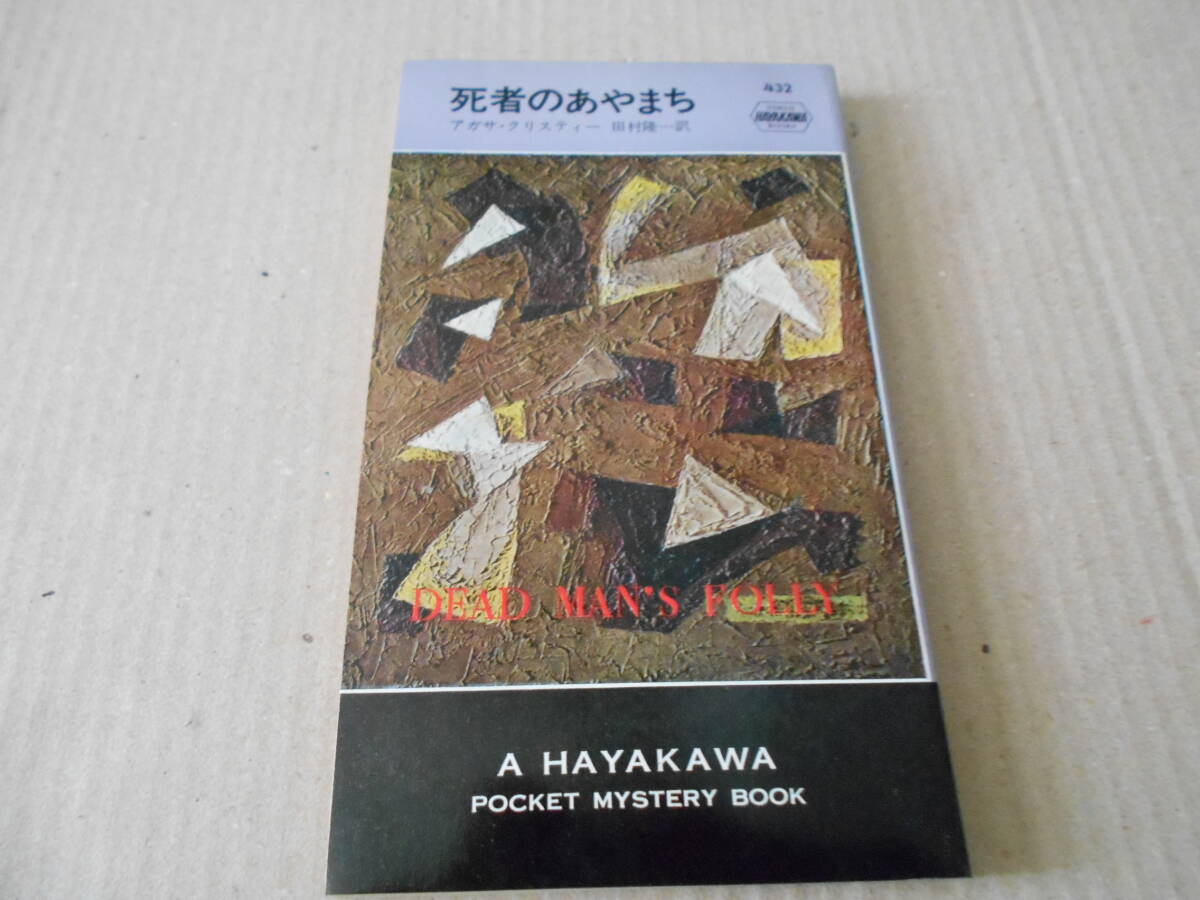 死者のあやまち
432
アガサ・クリスティー 田村隆一訳
HAYAKAWA
DEAD MAN'S FOLLY
A HAYAKAWA
POCKET MYSTERY BOOK